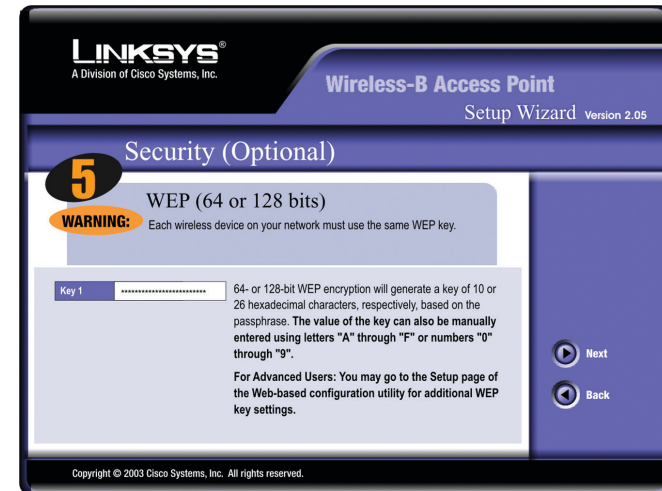 LINKSYS®
A Division of Cisco Systems, Inc.
Wireless-B Access Point
Setup Wizard Version 2.05
Security (Optional)
5
WEP (64 or 128 bits)
WARNING: Each wireless device on your network must use the same WEP key.
Key 1
*************************
64- or 128-bit WEP encryption will generate a key of 10 or
26 hexadecimal characters, respectively, based on the
passphrase. The value of the key can also be manually
entered using letters "A" through "F" or numbers "0"
through "9".
For Advanced Users: You may go to the Setup page of
the Web-based configuration utility for additional WEP
key settings.
Next
Back
Copyright © 2003 Cisco Systems, Inc. All rights reserved.